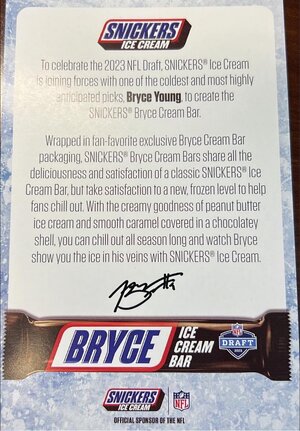 SNICKERS®
ICE CREAM
To celebrate the 2023 NFL Draft, SNICKERS® Ice Cream
is joining forces with one of the coldest and most highly
anticipated picks, Bryce Young, to create the
SNICKERS® Bryce Cream Bar.
Wrapped in fan-favorite exclusive Bryce Cream Bar
packaging, SNICKERS® Bryce Cream Bars share all the
deliciousness and satisfaction of a classic SNICKERS® Ice
Cream Bar, but take satisfaction to a new, frozen level to help
fans chill out. With the creamy goodness of peanut butter
ice cream and smooth caramel covered in a chocolatey
shell, you can chill out all season long and watch Bryce
show you the ice in his veins with SNICKERS® Ice Cream.
BRYCE
ICE
CREAM
BAR
NFL
DRAFT
2023
SNICKERS
ICE CREAM
NFL
OFFICIAL SPONSOR OF THE NFL